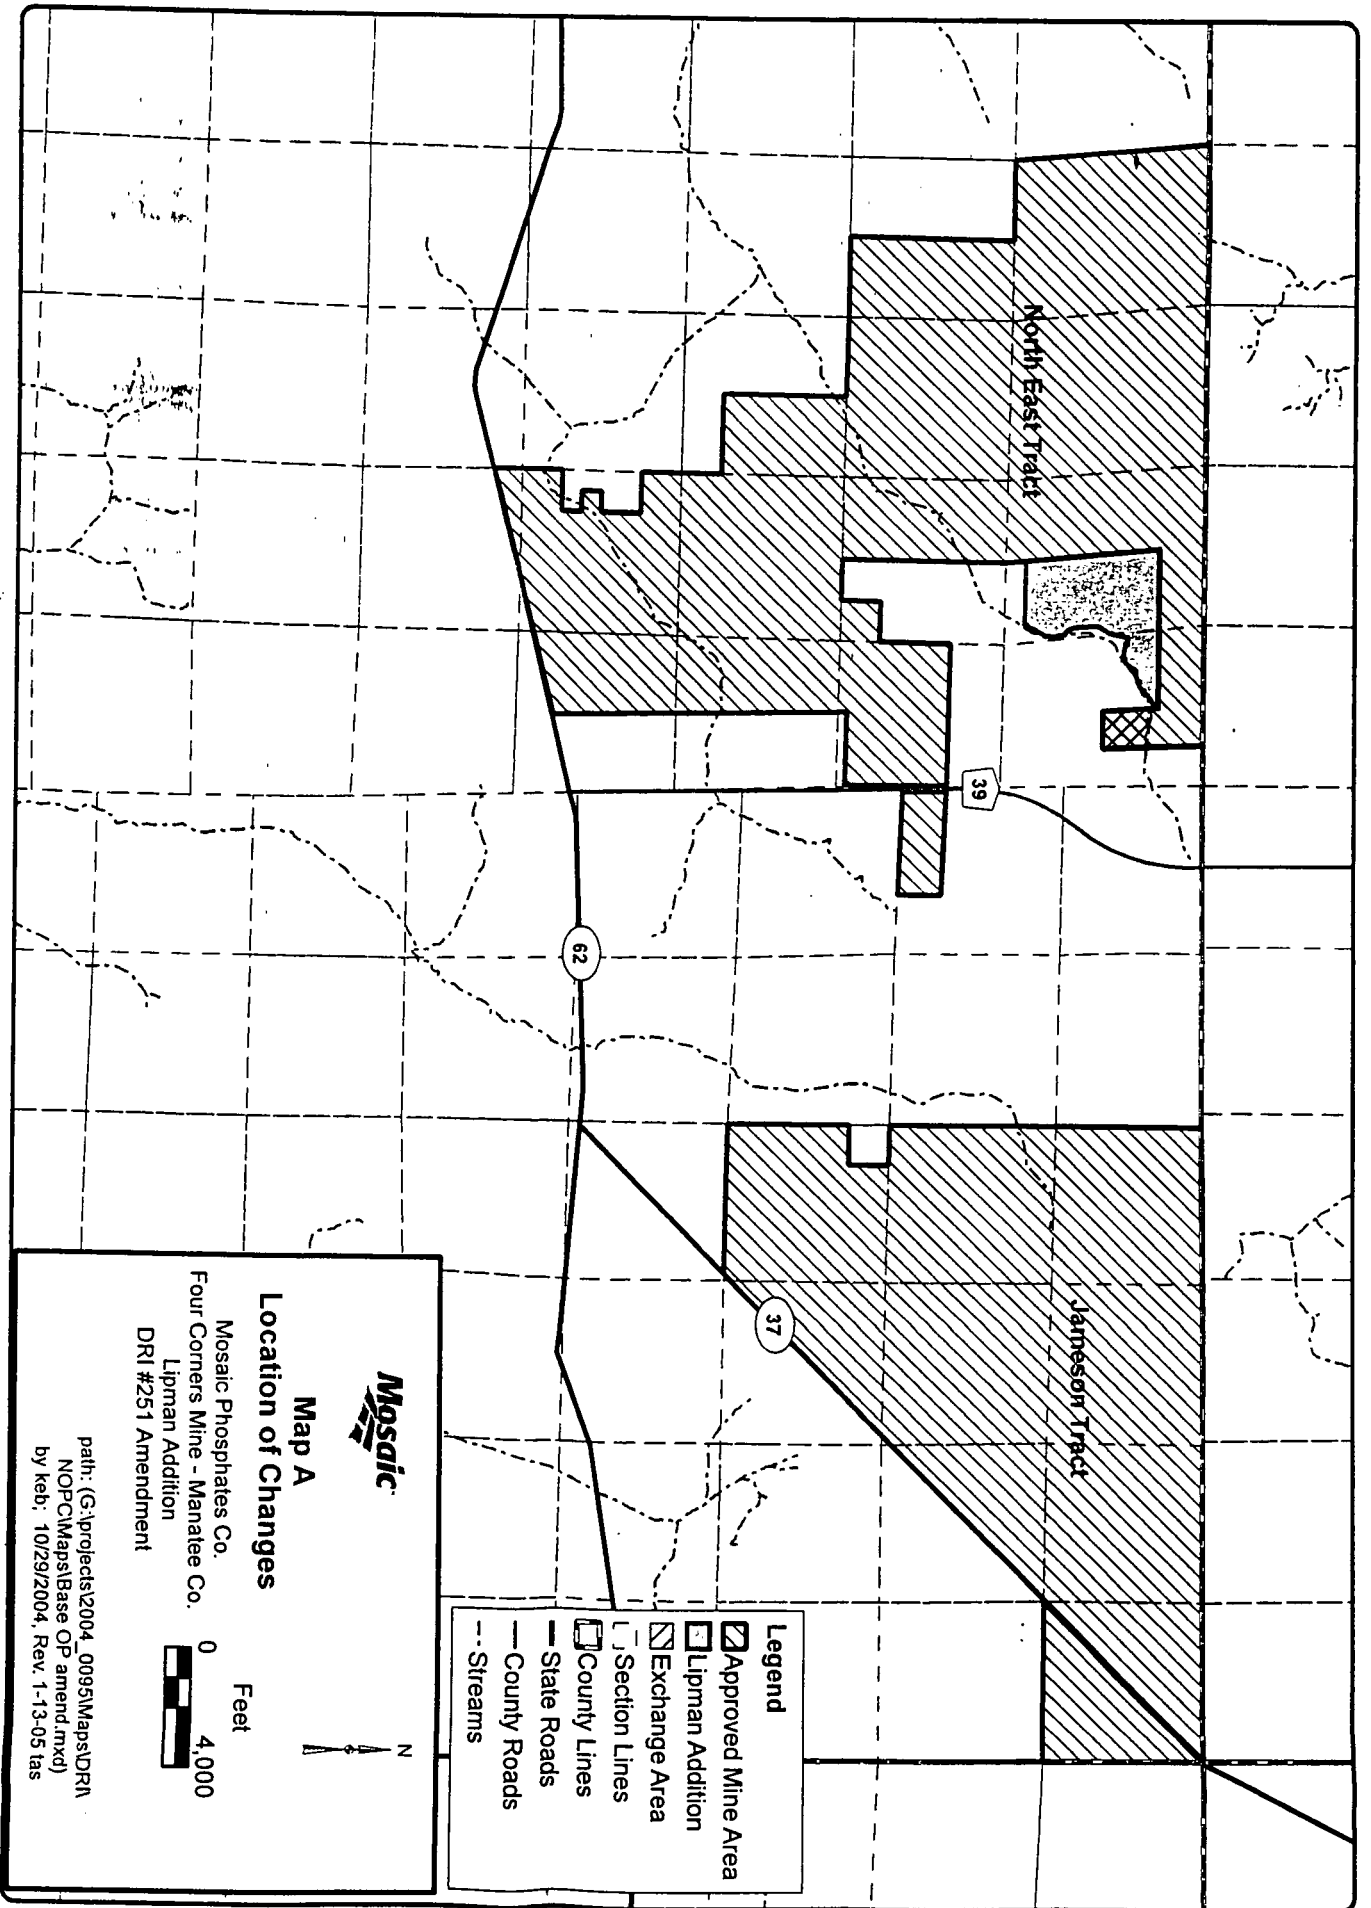 North East Tract
Jameson Tract
39
62
37
Legend
Approved Mine Area
Lipman Addition
Exchange Area
Section Lines
County Lines
State Roads
County Roads
Streams
Mosaic
Map A
Location of Changes
Mosaic Phosphates Co.
Four Corners Mine - Manatee Co.
Lipman Addition
DRI #251 Amendment
N
Feet
0 4,000
path: (G:\projects\2004_0095\Maps\DRI\
NOPC\Maps\Base OP amend.mxd)
by keb; 10/29/2004, Rev. 1-13-05 tas